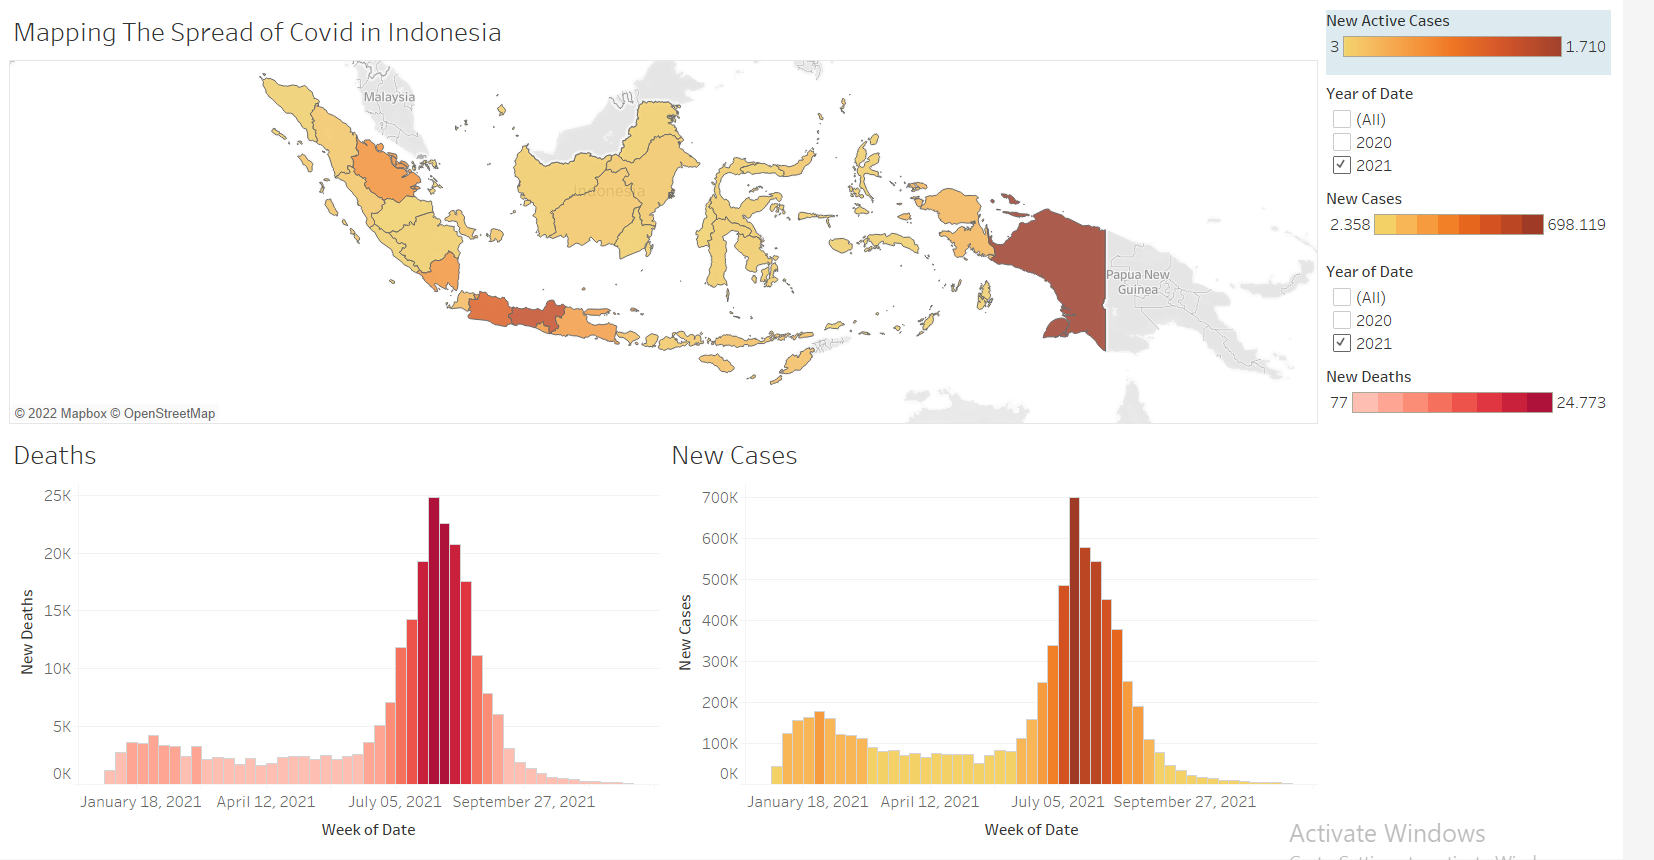 Mapping The Spread of Covid in Indonesia
Malaysia
Indonesia
Papua New
Guinea
© 2022 Mapbox © OpenStreetMap
New Active Cases
3 1.710
Year of Date
(All)
2020
2021
New Cases
2.358 698.119
Year of Date
(All)
2020
2021
New Deaths
77 24.773
Deaths
25K
20K
15K
10K
5K
0K
New Deaths
January 18, 2021 April 12, 2021 July 05, 2021 September 27, 2021
Week of Date
New Cases
700K
600K
500K
400K
300K
200K
100K
0K
New Cases
January 18, 2021 April 12, 2021 July 05, 2021 September 27, 2021
Week of Date
Activate Windows